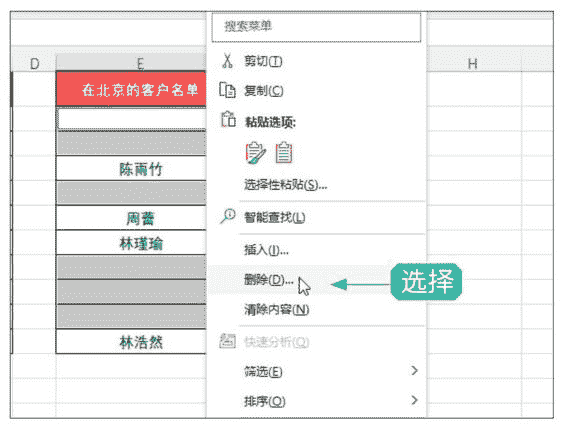 搜索菜单
剪切(T)
D E H
在北京的客户名单
复制(C)
粘贴选项:
陈雨竹
选择性粘贴(S)...
周蕾
智能查找(L)
林瑾瑜
插入(I)...
删除(D)...
选择
清除内容(N)
林浩然
快速分析(Q)
筛选(E)
排序(O)